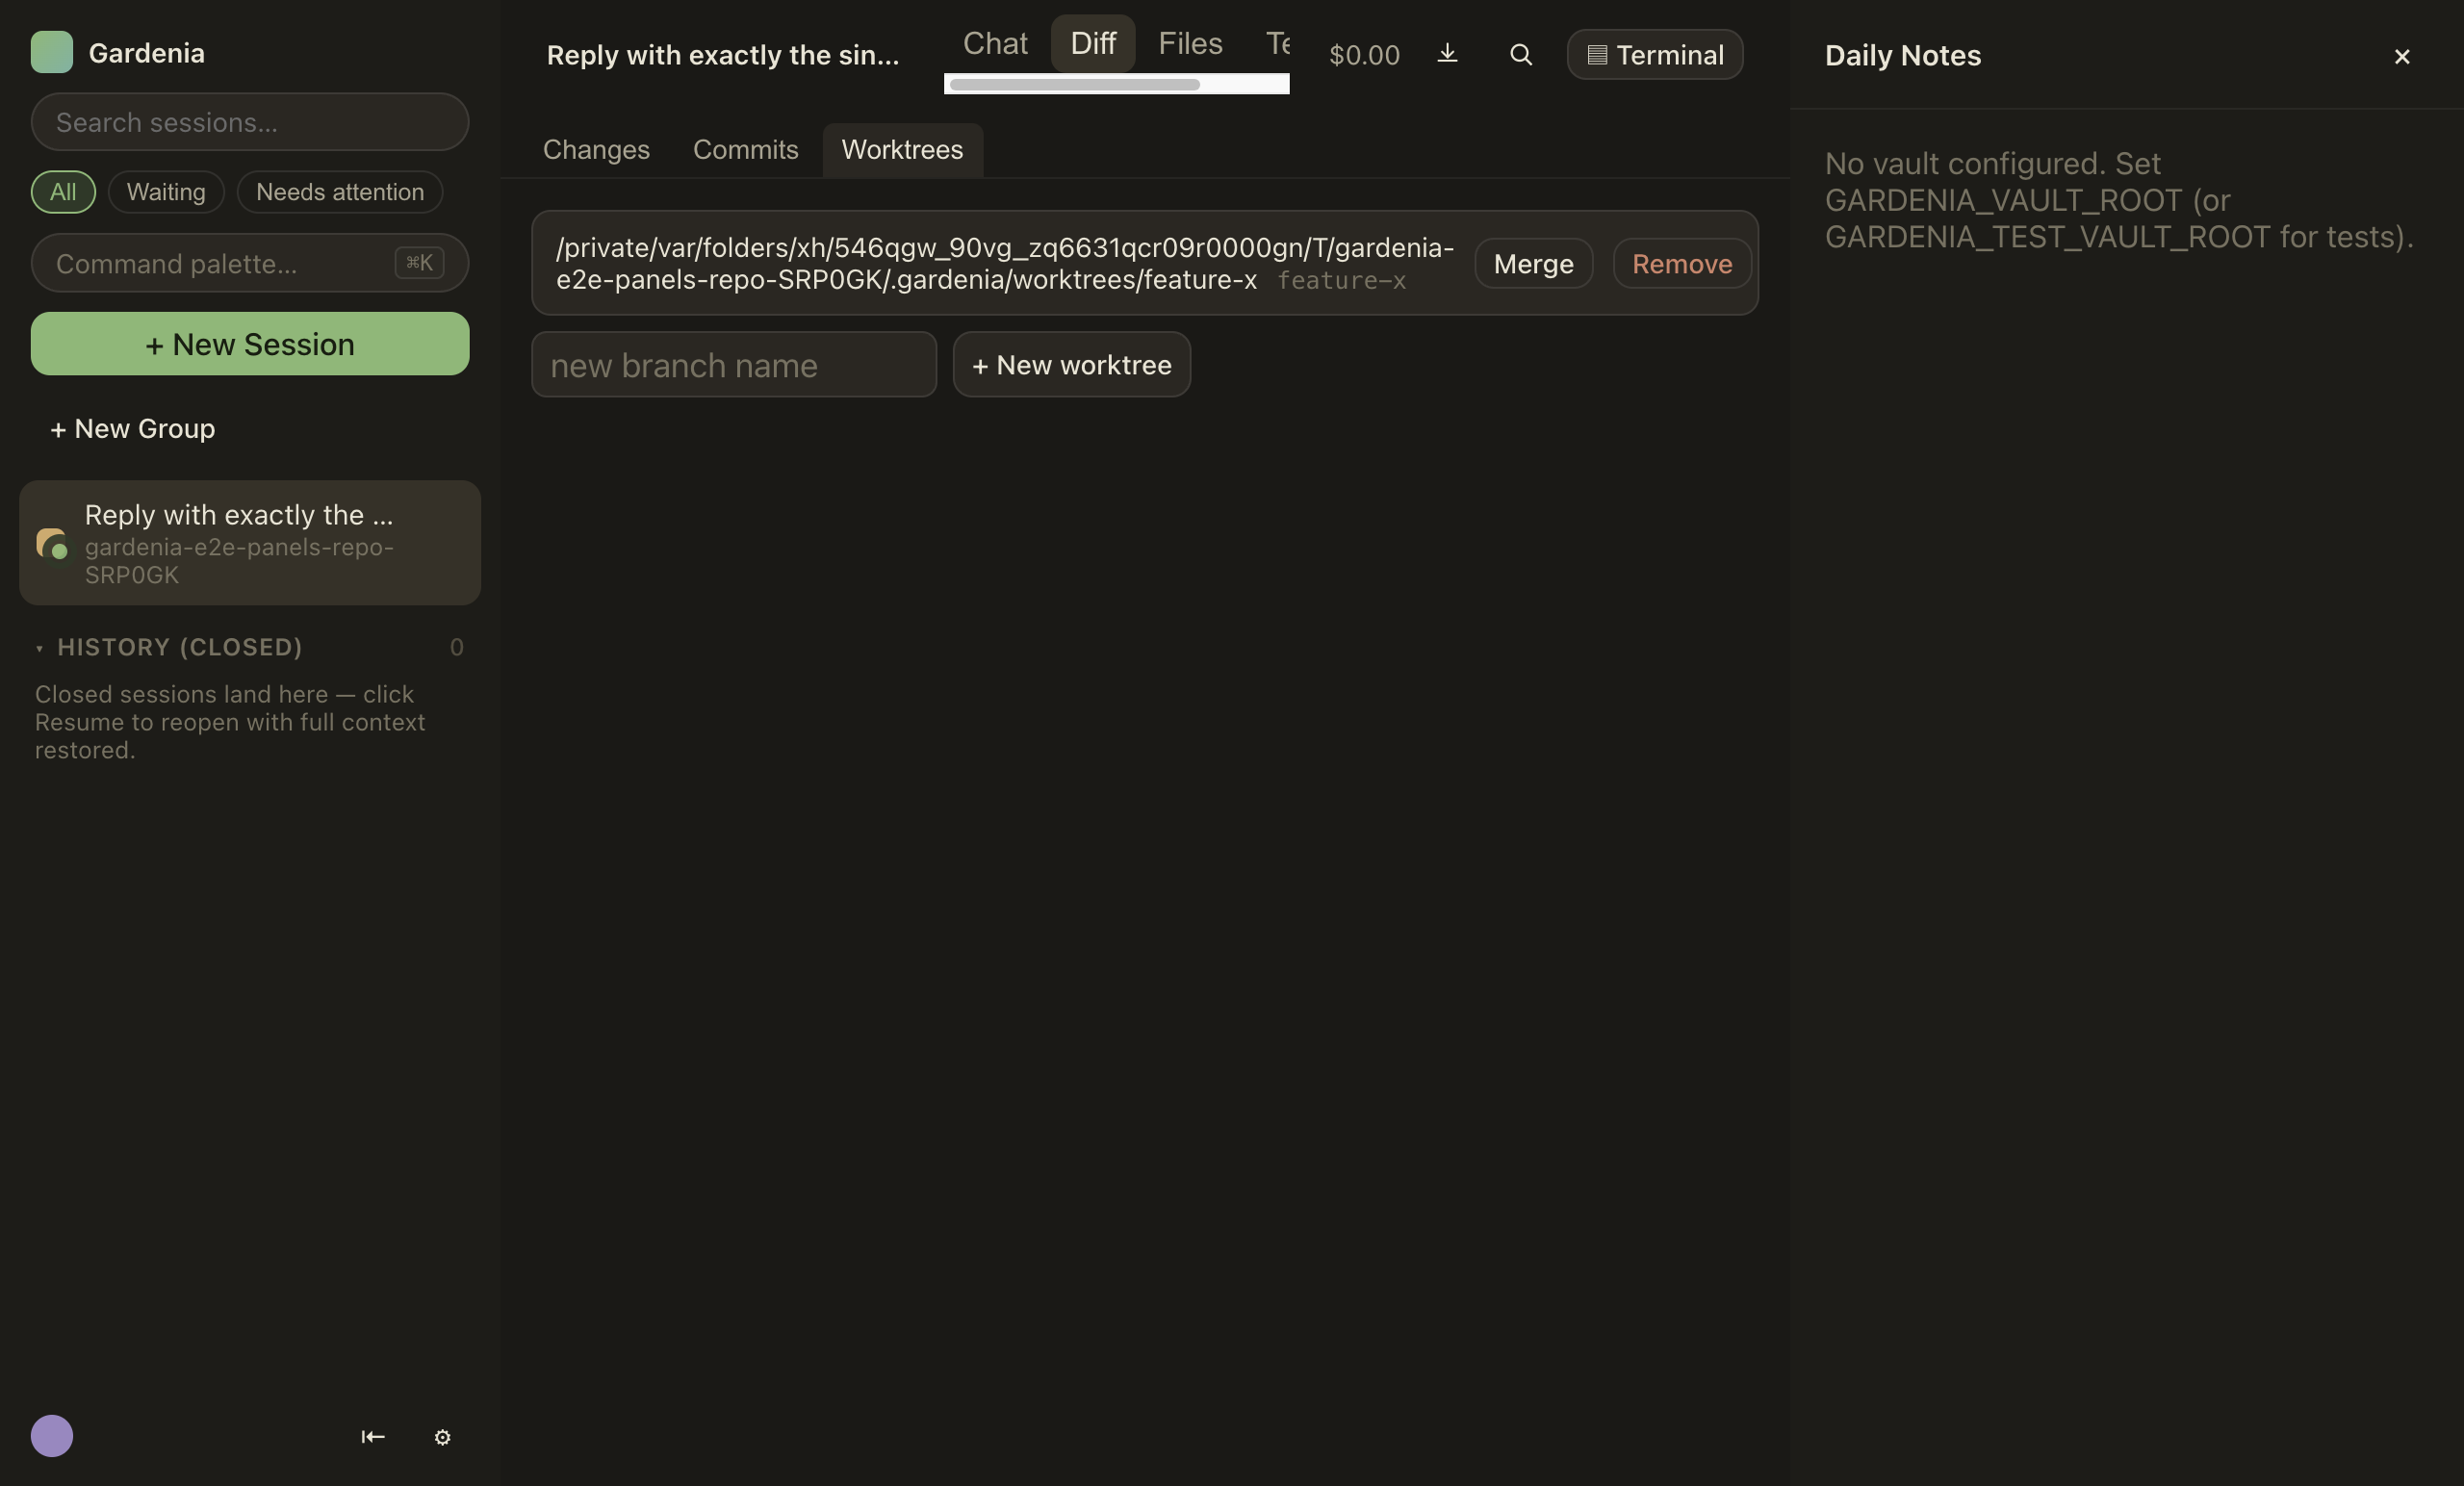 Gardenia
Search sessions...
All
Waiting
Needs attention
Command palette...
⌘K
+ New Session
+ New Group
Reply with exactly the ...
gardenia-e2e-panels-repo-
SRP0GK
HISTORY (CLOSED)
0
Closed sessions land here — click
Resume to reopen with full context
restored.
Reply with exactly the sin...
Chat
Diff
Files
Te
$0.00
Terminal
Changes
Commits
Worktrees
/private/var/folders/xh/546qgw_90vg_zq6631qcr09r0000gn/T/gardenia-
e2e-panels-repo-SRP0GK/.gardenia/worktrees/feature-x feature-x
Merge
Remove
new branch name
+ New worktree
Daily Notes
No vault configured. Set
GARDENIA_VAULT_ROOT (or
GARDENIA_TEST_VAULT_ROOT for tests).